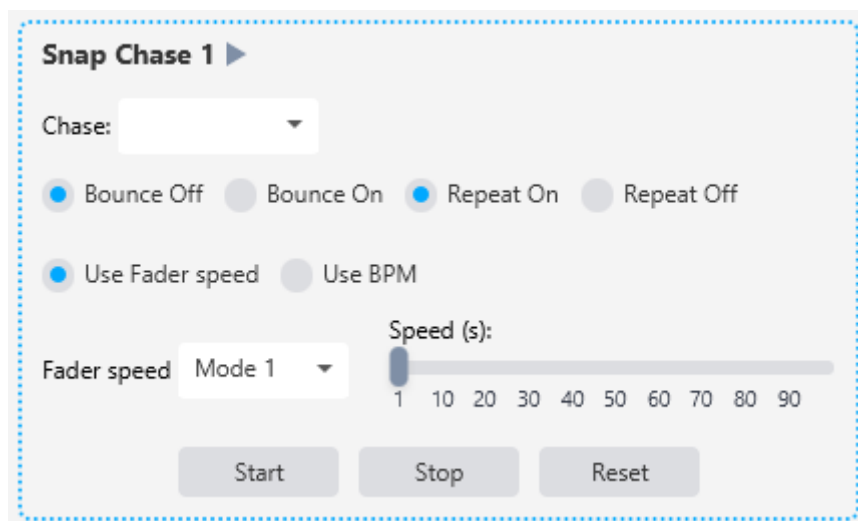 Snap Chase 1
Chase:
Bounce Off Bounce On Repeat On Repeat Off
Use Fader speed Use BPM
Speed (s):
Fader speed Mode 1
1 10 20 30 40 50 60 70 80 90
Start Stop Reset